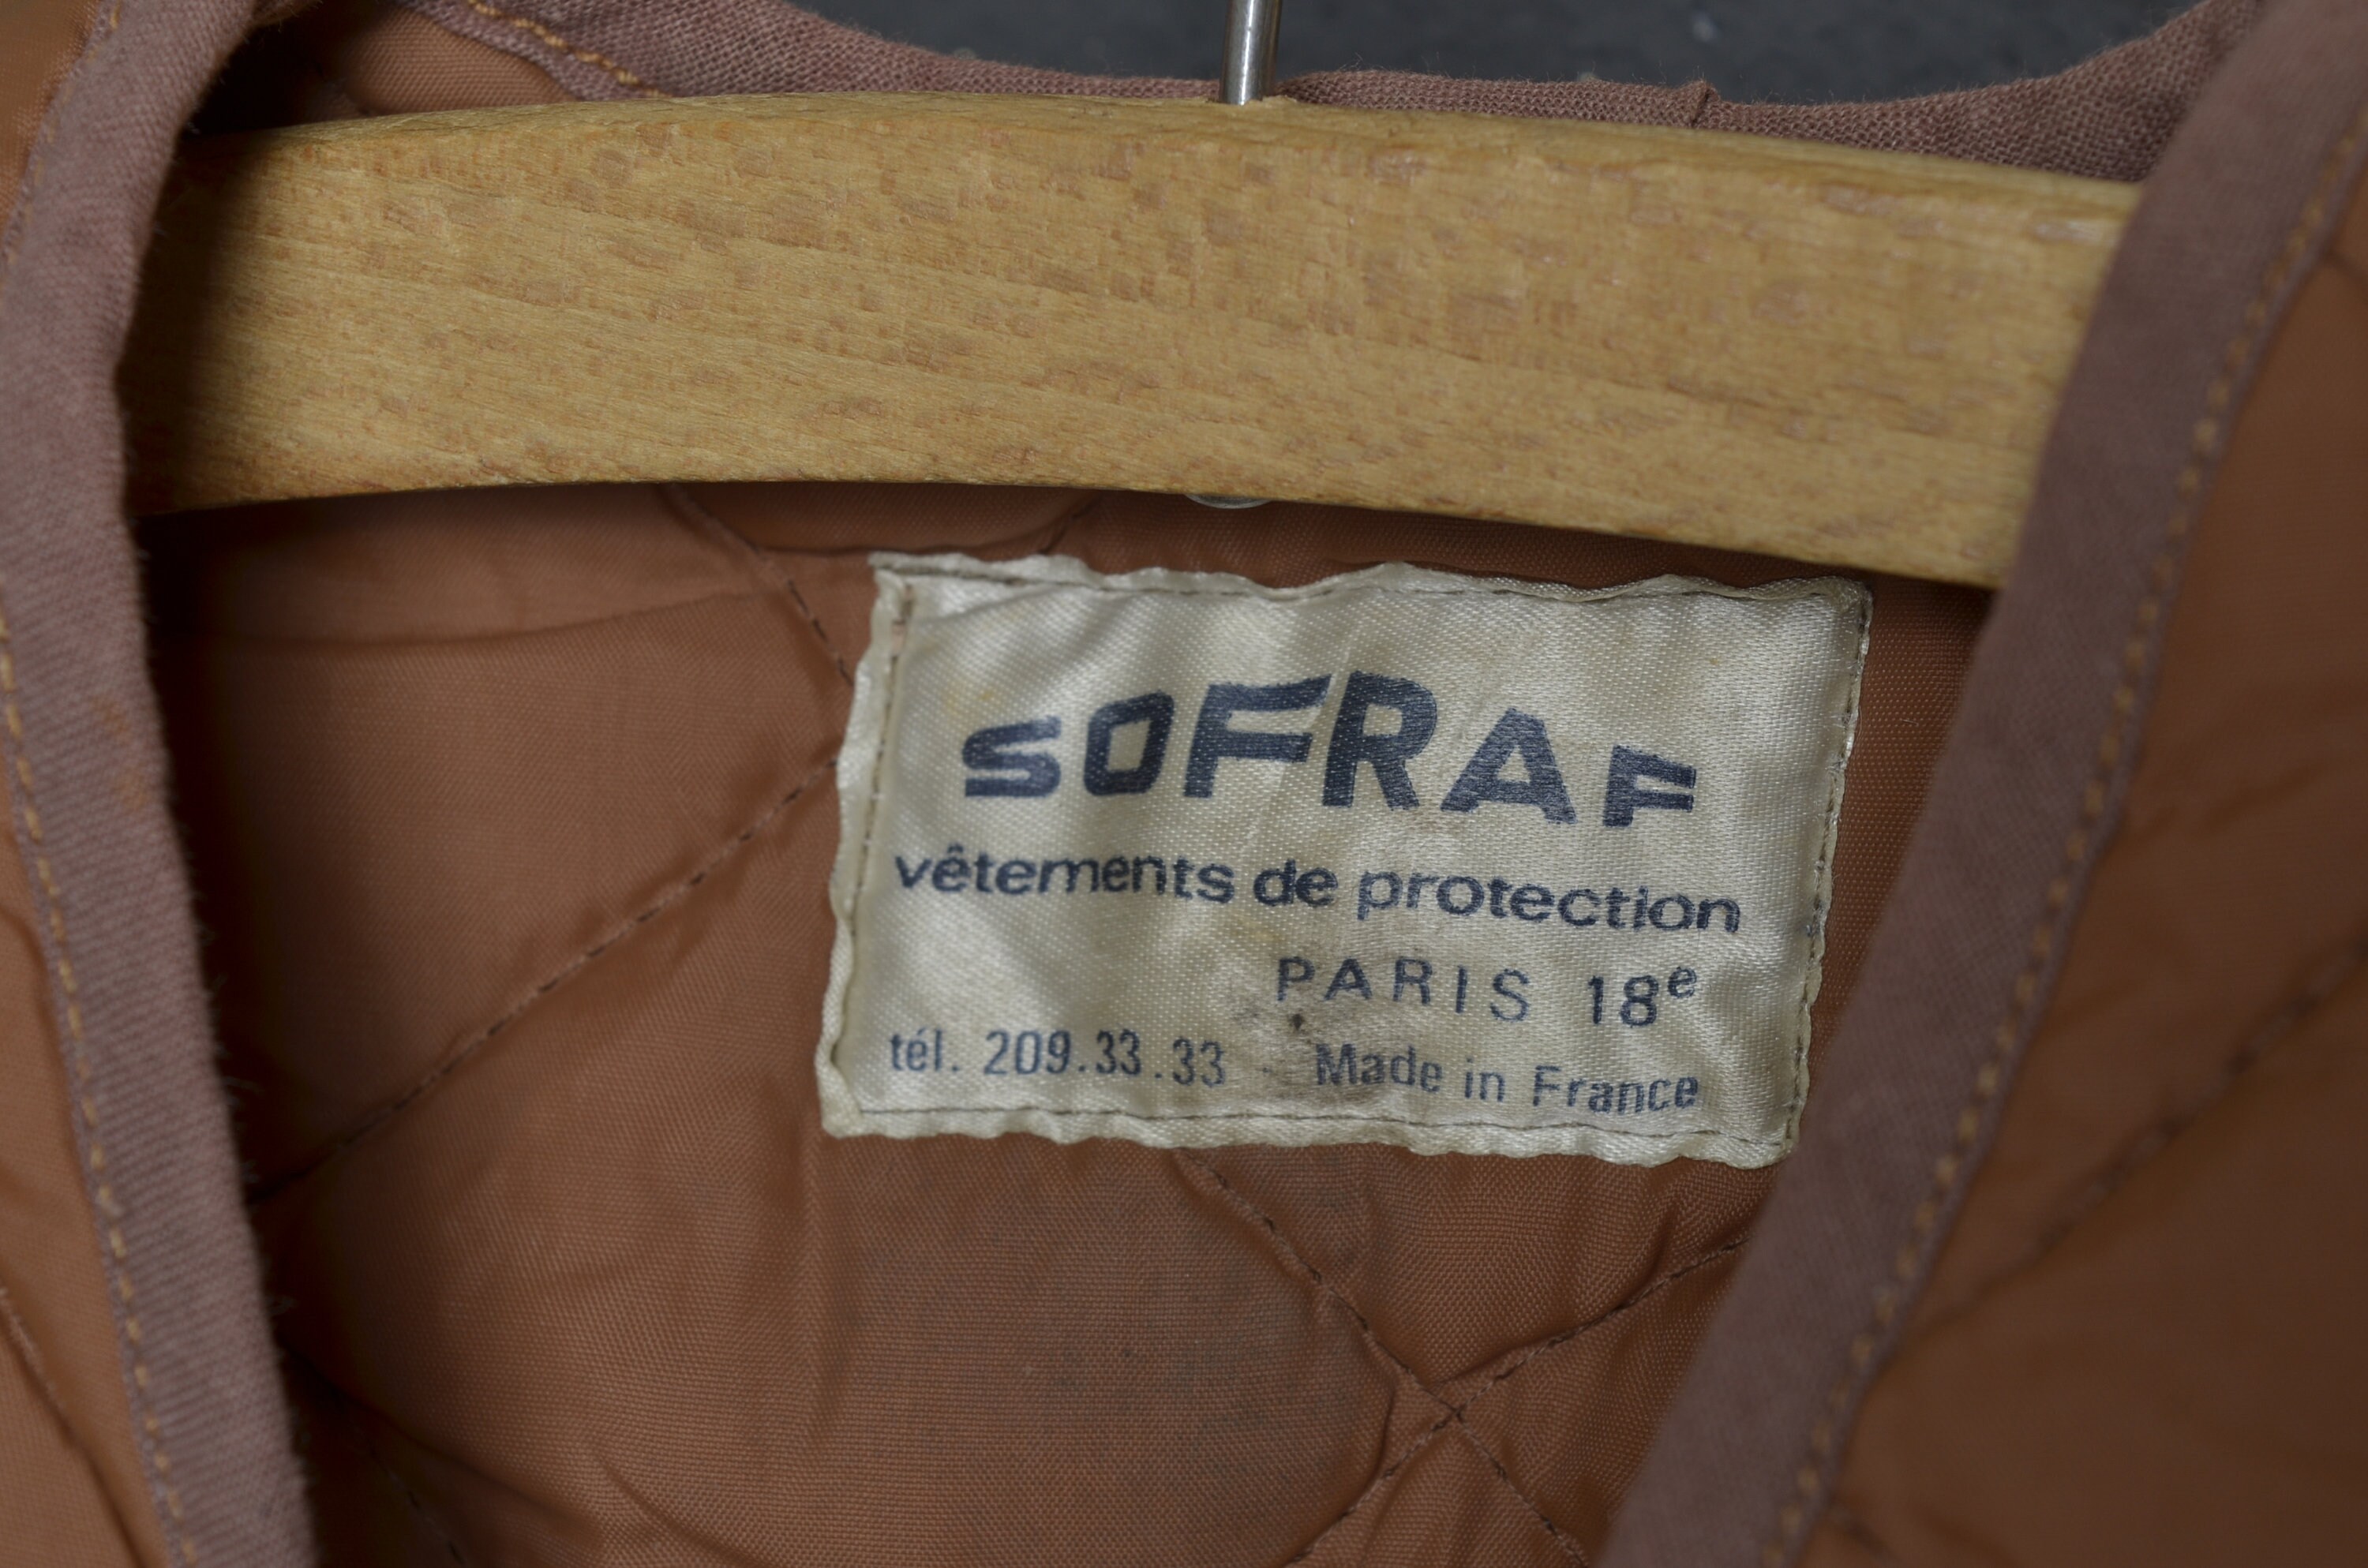 SOFRAF
vêtements de protection
PARIS 18e
tél. 209.33.33 Made in France